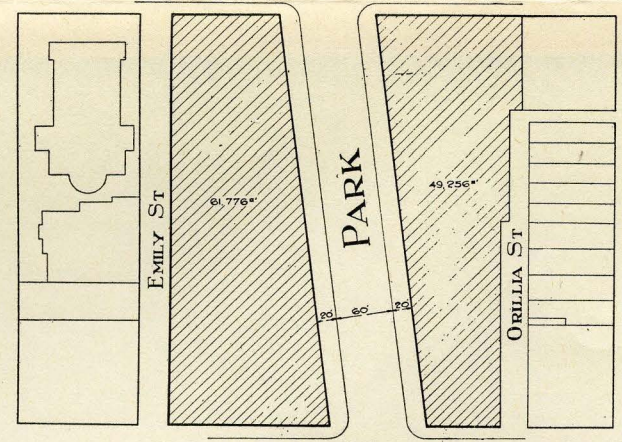 EMILY ST
61,776□'
PARK
49,256□'
ORILLIA ST
20'
60'
20'